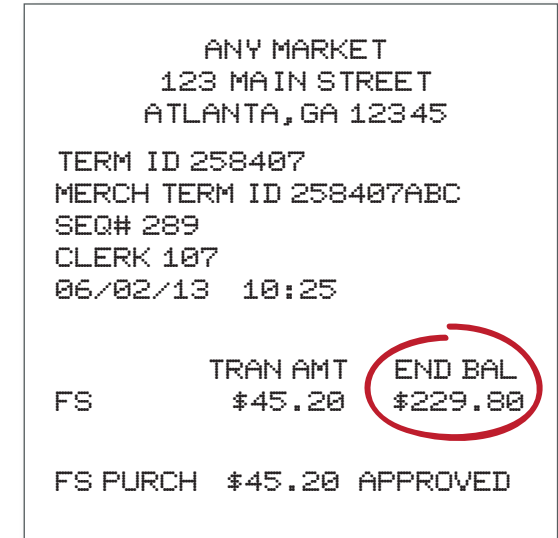 ANY MARKET
123 MAIN STREET
ATLANTA, GA 12345
TERM ID 258407
MERCH TERM ID 258407ABC
SEQ# 289
CLERK 107
06/02/13 10:25
TRAN AMT END BAL
FS $45.20 $229.80
FS PURCH $45.20 APPROVED